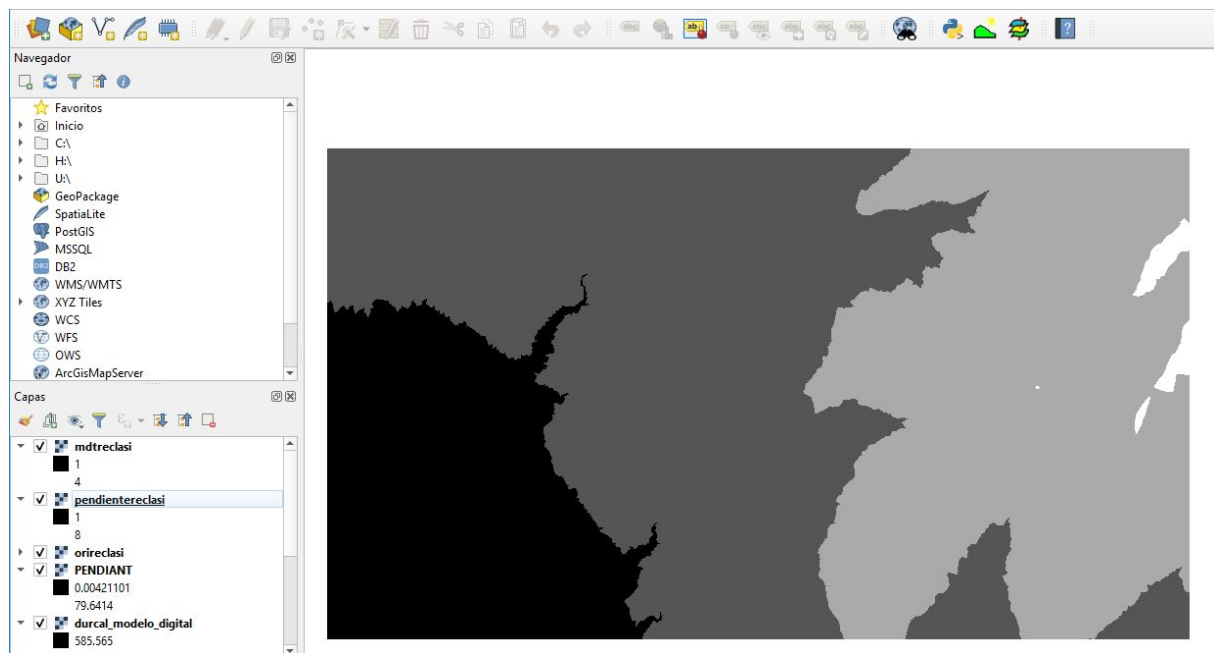 Navegador
Favoritos
Inicio
C:\
H:\
U:\
GeoPackage
SpatiaLite
PostGIS
MSSQL
DB2
WMS/WMTS
XYZ Tiles
WCS
WFS
OWS
ArcGisMapServer
Capas
mdtreclasi
1
4
pendientereclasi
1
8
orireclasi
PENDIANT
0.00421101
79.6414
durcal_modelo_digital
585.565